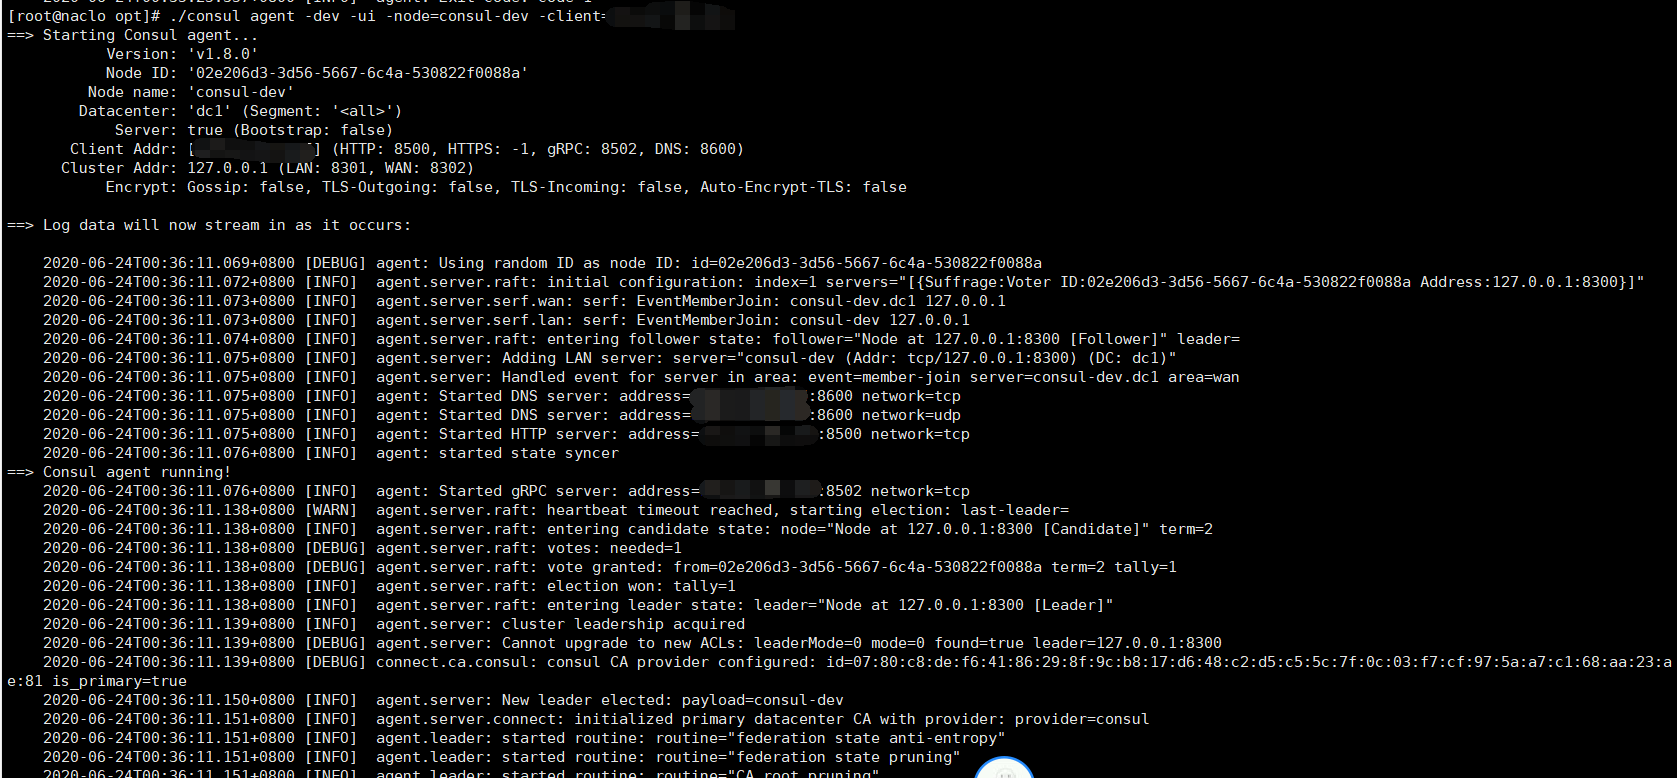 [root@naclo opt]# ./consul agent -dev -ui -node=consul-dev -client=
==> Starting Consul agent...
Version: 'v1.8.0'
Node ID: '02e206d3-3d56-5667-6c4a-530822f0088a'
Node name: 'consul-dev'
Datacenter: 'dc1' (Segment: '<all>')
Server: true (Bootstrap: false)
Client Addr: [ ] (HTTP: 8500, HTTPS: -1, gRPC: 8502, DNS: 8600)
Cluster Addr: 127.0.0.1 (LAN: 8301, WAN: 8302)
Encrypt: Gossip: false, TLS-Outgoing: false, TLS-Incoming: false, Auto-Encrypt-TLS: false
==> Log data will now stream in as it occurs:
2020-06-24T00:36:11.069+0800 [DEBUG] agent: Using random ID as node ID: id=02e206d3-3d56-5667-6c4a-530822f0088a
2020-06-24T00:36:11.072+0800 [INFO]  agent.server.raft: initial configuration: index=1 servers="[{Suffrage:Voter ID:02e206d3-3d56-5667-6c4a-530822f0088a Address:127.0.0.1:8300}]"
2020-06-24T00:36:11.073+0800 [INFO]  agent.server.serf.wan: serf: EventMemberJoin: consul-dev.dc1 127.0.0.1
2020-06-24T00:36:11.073+0800 [INFO]  agent.server.serf.lan: serf: EventMemberJoin: consul-dev 127.0.0.1
2020-06-24T00:36:11.074+0800 [INFO]  agent.server.raft: entering follower state: follower="Node at 127.0.0.1:8300 [Follower]" leader=
2020-06-24T00:36:11.075+0800 [INFO]  agent.server: Adding LAN server: server="consul-dev (Addr: tcp/127.0.0.1:8300) (DC: dc1)"
2020-06-24T00:36:11.075+0800 [INFO]  agent.server: Handled event for server in area: event=member-join server=consul-dev.dc1 area=wan
2020-06-24T00:36:11.075+0800 [INFO]  agent: Started DNS server: address= :8600 network=tcp
2020-06-24T00:36:11.075+0800 [INFO]  agent: Started DNS server: address= :8600 network=udp
2020-06-24T00:36:11.075+0800 [INFO]  agent: Started HTTP server: address= :8500 network=tcp
2020-06-24T00:36:11.076+0800 [INFO]  agent: started state syncer
==> Consul agent running!
2020-06-24T00:36:11.076+0800 [INFO]  agent: Started gRPC server: address= :8502 network=tcp
2020-06-24T00:36:11.138+0800 [WARN]  agent.server.raft: heartbeat timeout reached, starting election: last-leader=
2020-06-24T00:36:11.138+0800 [INFO]  agent.server.raft: entering candidate state: node="Node at 127.0.0.1:8300 [Candidate]" term=2
2020-06-24T00:36:11.138+0800 [DEBUG] agent.server.raft: votes: needed=1
2020-06-24T00:36:11.138+0800 [DEBUG] agent.server.raft: vote granted: from=02e206d3-3d56-5667-6c4a-530822f0088a term=2 tally=1
2020-06-24T00:36:11.138+0800 [INFO]  agent.server.raft: election won: tally=1
2020-06-24T00:36:11.138+0800 [INFO]  agent.server.raft: entering leader state: leader="Node at 127.0.0.1:8300 [Leader]"
2020-06-24T00:36:11.139+0800 [INFO]  agent.server: cluster leadership acquired
2020-06-24T00:36:11.139+0800 [DEBUG] agent.server: Cannot upgrade to new ACLs: leaderMode=0 mode=0 found=true leader=127.0.0.1:8300
2020-06-24T00:36:11.139+0800 [DEBUG] connect.ca.consul: consul CA provider configured: id=07:80:c8:de:f6:41:86:29:8f:9c:b8:17:d6:48:c2:d5:c5:5c:7f:0c:03:f7:cf:97:5a:a7:c1:68:aa:23:a
e:81 is_primary=true
2020-06-24T00:36:11.150+0800 [INFO]  agent.server: New leader elected: payload=consul-dev
2020-06-24T00:36:11.151+0800 [INFO]  agent.server.connect: initialized primary datacenter CA with provider: provider=consul
2020-06-24T00:36:11.151+0800 [INFO]  agent.leader: started routine: routine="federation state anti-entropy"
2020-06-24T00:36:11.151+0800 [INFO]  agent.leader: started routine: routine="federation state pruning"
2020-06-24T00:36:11.151+0800 [INFO]  agent.leader: started routine: routine="CA root pruning"